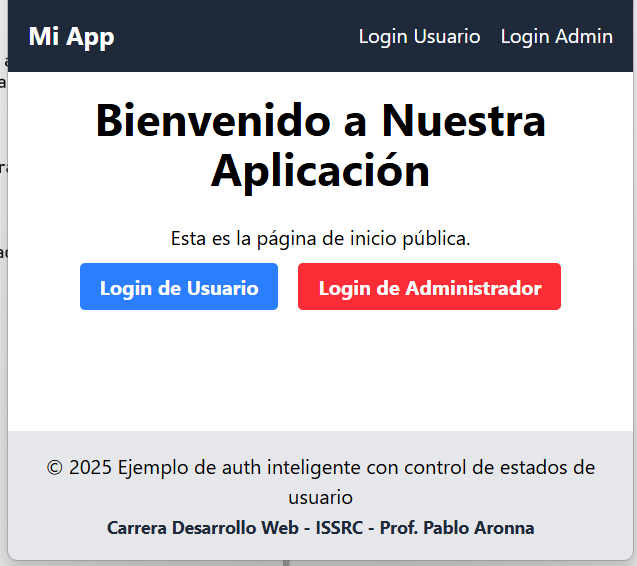 Mi App
Login Usuario
Login Admin
Bienvenido a Nuestra
Aplicación
Esta es la página de inicio pública.
Login de Usuario
Login de Administrador
© 2025 Ejemplo de auth inteligente con control de estados de
usuario
Carrera Desarrollo Web - ISSRC - Prof. Pablo Aronna